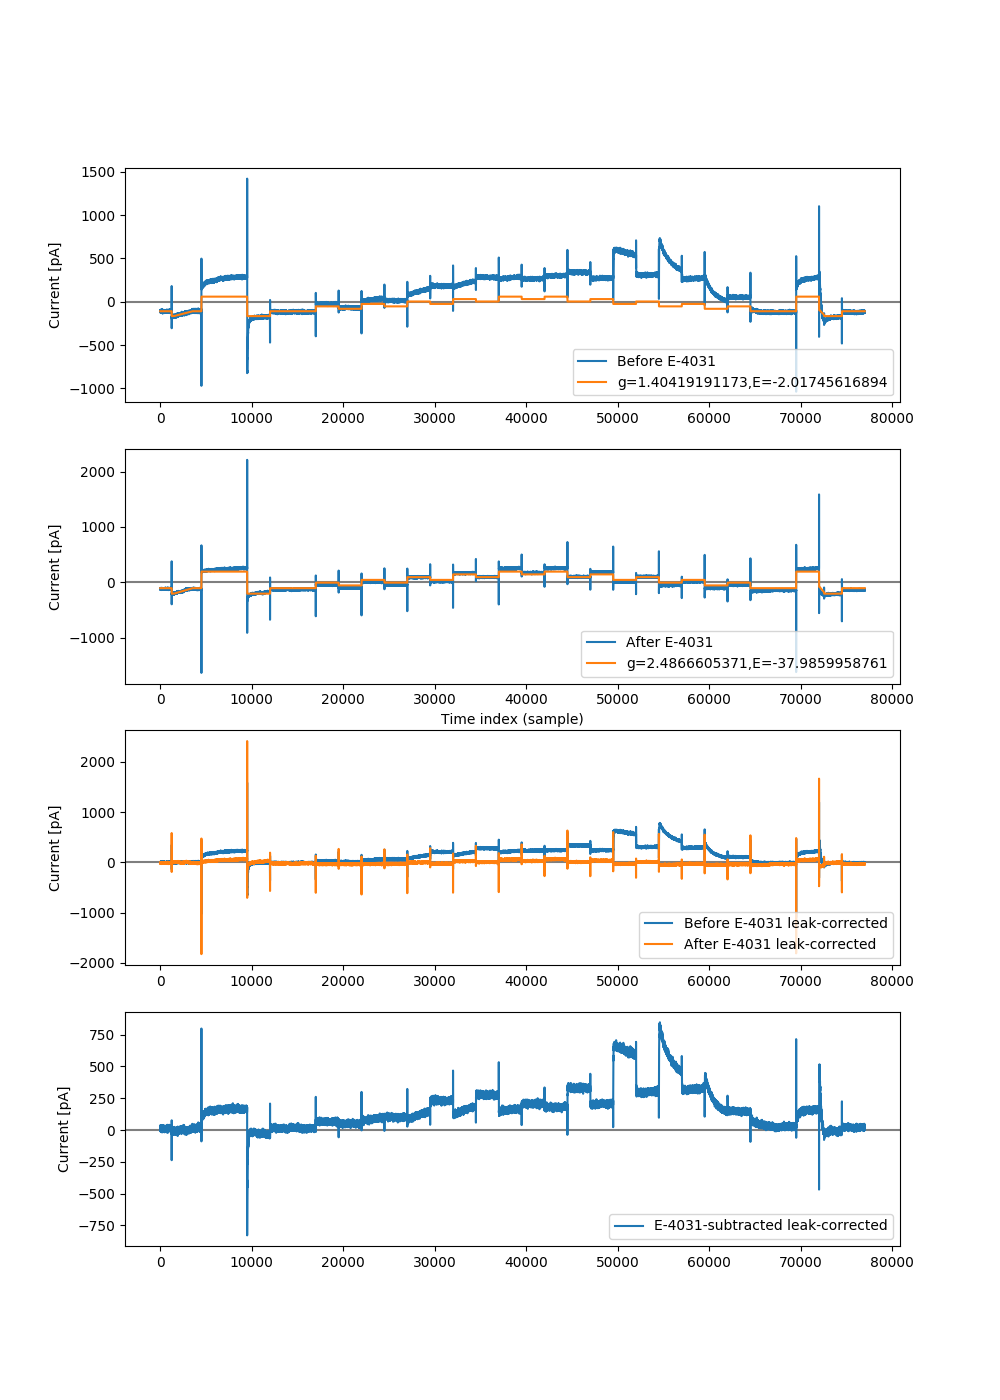 1500
1000
500
0
−500
−1000
Current [pA]
Before E-4031
g=1.40419191173,E=-2.01745616894
0 10000 20000 30000 40000 50000 60000 70000 80000
2000
1000
0
−1000
Current [pA]
After E-4031
g=2.4866605371,E=-37.9859958761
0 10000 20000 30000 40000 50000 60000 70000 80000
Time index (sample)
2000
1000
0
−1000
−2000
Current [pA]
Before E-4031 leak-corrected
After E-4031 leak-corrected
0 10000 20000 30000 40000 50000 60000 70000 80000
750
500
250
0
−250
−500
−750
Current [pA]
E-4031-subtracted leak-corrected
0 10000 20000 30000 40000 50000 60000 70000 80000